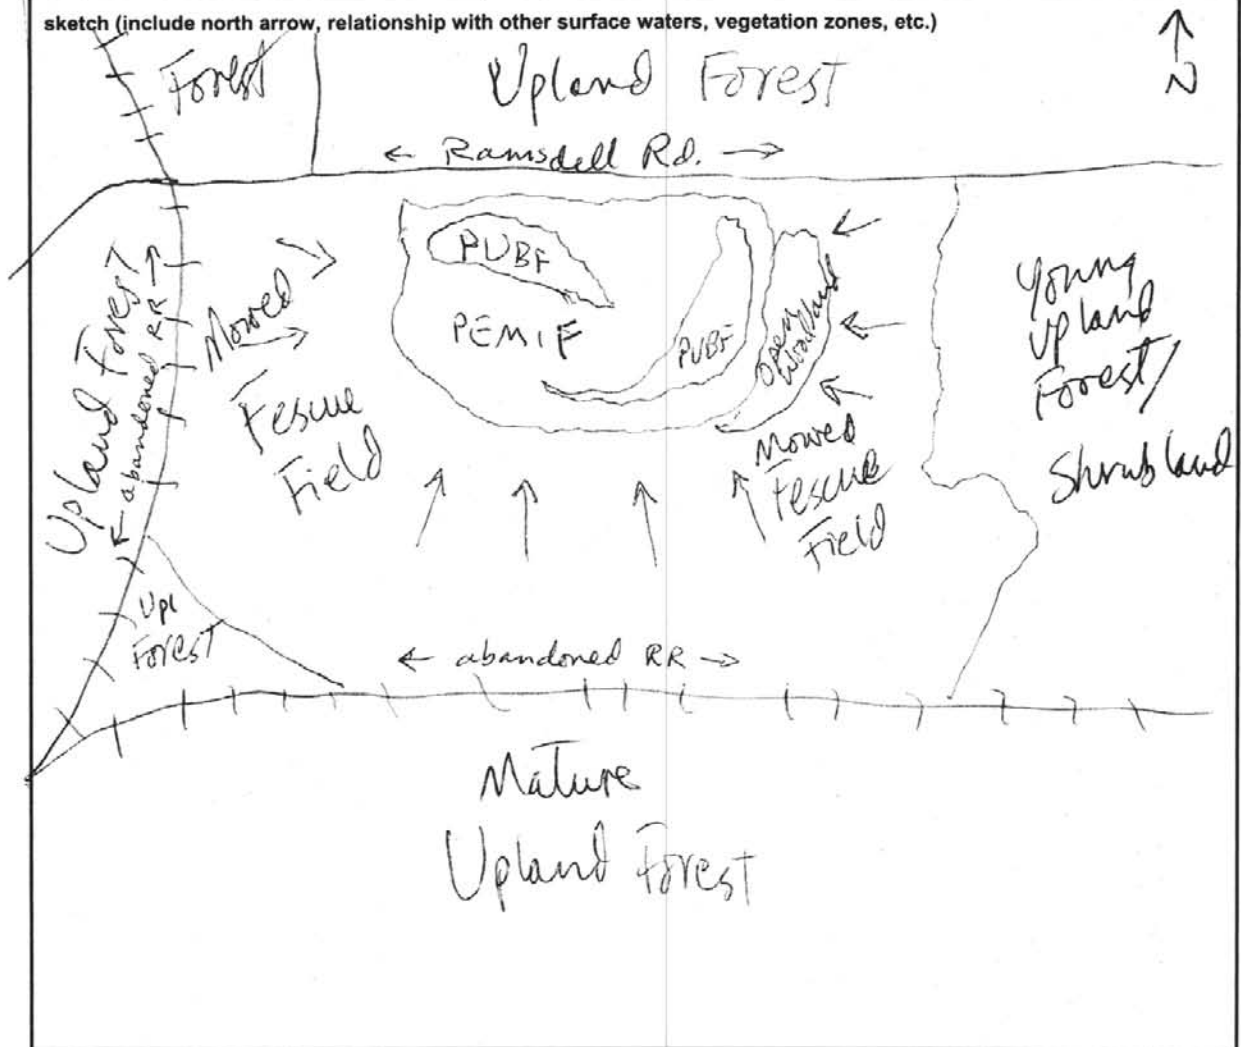 sketch (include north arrow, relationship with other surface waters, vegetation zones, etc.)
Forest
Upland Forest
N
← Ramsdell Rd. →
PUBF
PEM1F
PUBF
Open
Woodland
Upland Forest
← abandoned RR →
Mowed
Fescue
Field
Mowed
Fescue
Field
Young
Upland
Forest/
Shrubland
Upl
Forest
← abandoned RR →
Mature
Upland Forest